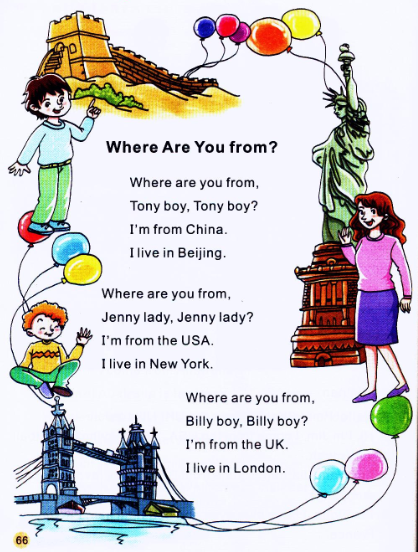 Where Are You from?
Where are you from,
Tony boy, Tony boy?
I'm from China.
I live in Beijing.
Where are you from,
Jenny lady, Jenny lady?
I'm from the USA.
I live in New York.
Where are you from,
Billy boy, Billy boy?
I'm from the UK.
I live in London.
66